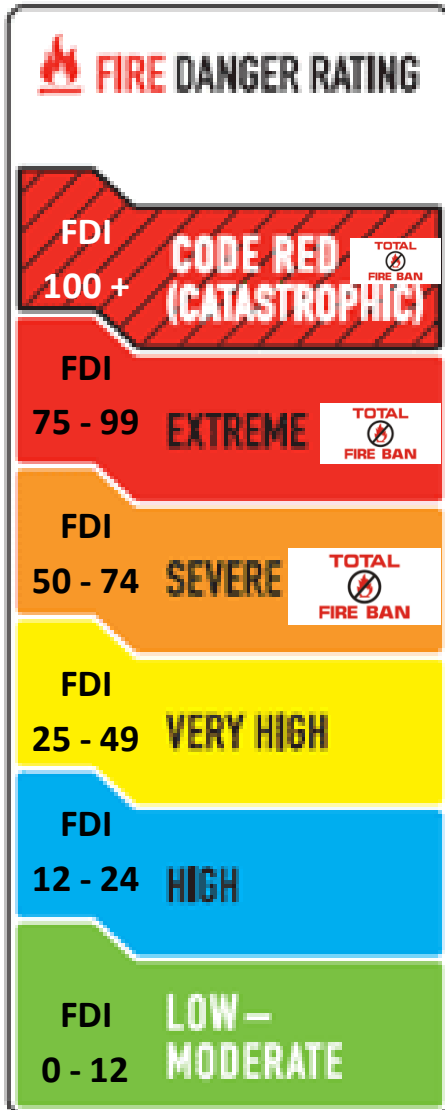 FIRE DANGER RATING
FDI
100 +
CODE RED
(CATASTROPHIC)
TOTAL
FIRE BAN
FDI
75 - 99
EXTREME
TOTAL
FIRE BAN
FDI
50 - 74
SEVERE
TOTAL
FIRE BAN
FDI
25 - 49
VERY HIGH
FDI
12 - 24
HIGH
FDI
0 - 12
LOW –
MODERATE